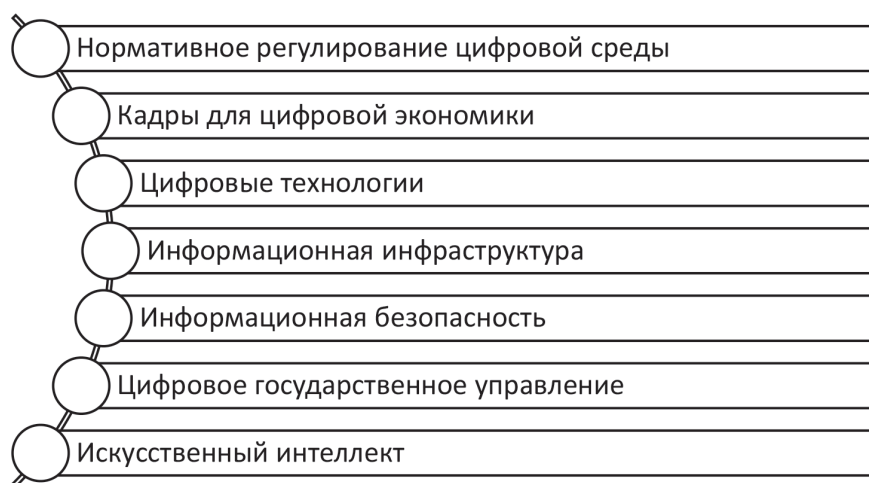 Нормативное регулирование цифровой среды
Кадры для цифровой экономики
Цифровые технологии
Информационная инфраструктура
Информационная безопасность
Цифровое государственное управление
Искусственный интеллект